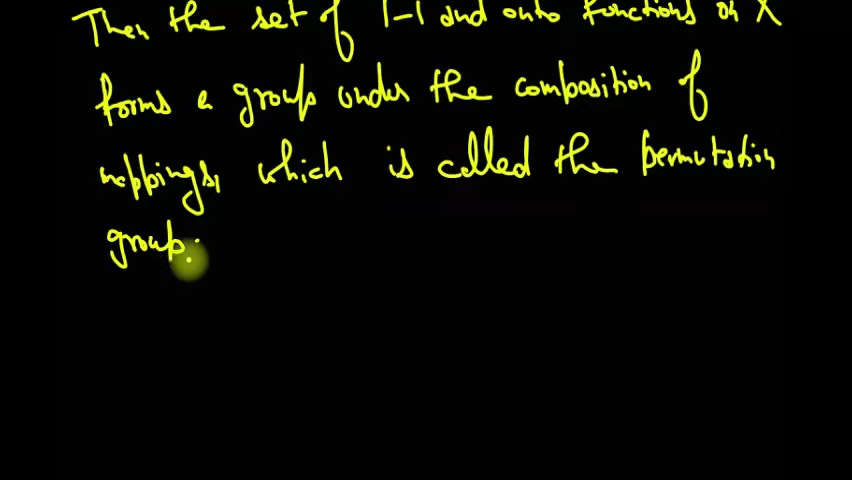 Then the set of 1-1 and onto functions on X
forms a group under the composition of
mappings, which is called the permutation
group.